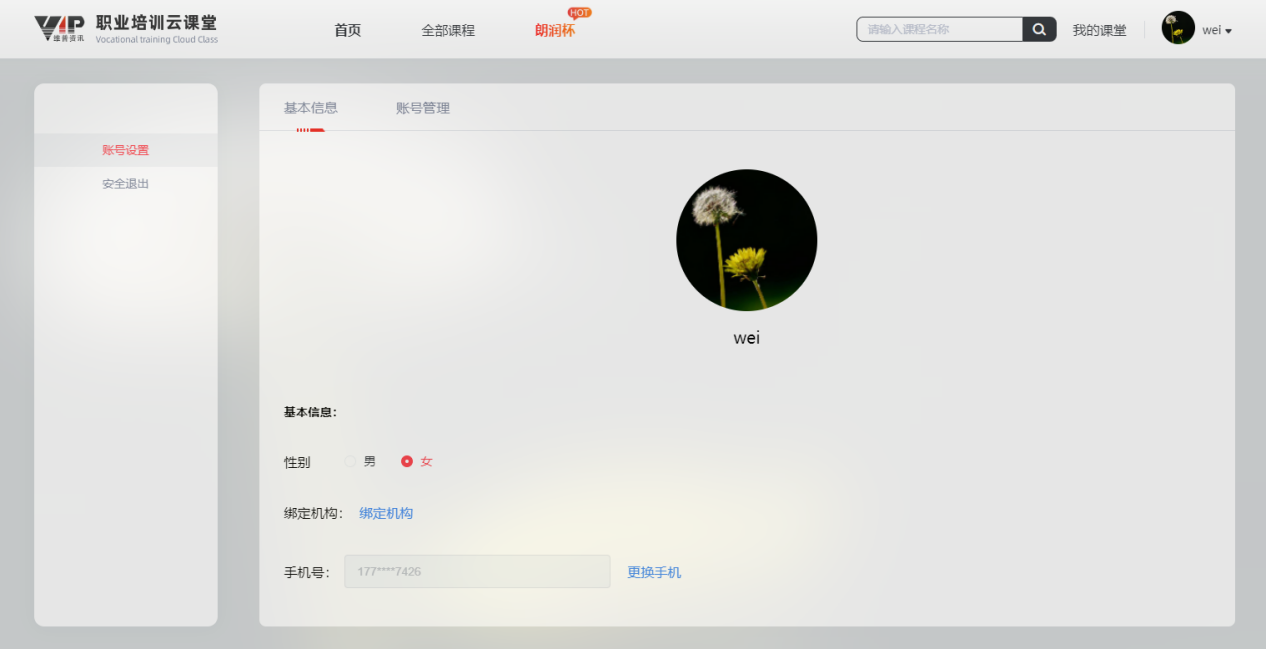 VIP 维普资讯 职业培训云课堂
Vocational training Cloud Class
首页 全部课程 朗润杯 HOT 请输入课程名称 我的课堂 wei
账号设置
安全退出
基本信息 账号管理
wei
基本信息：
性别 男 女
绑定机构： 绑定机构
手机号： 177****7426 更换手机